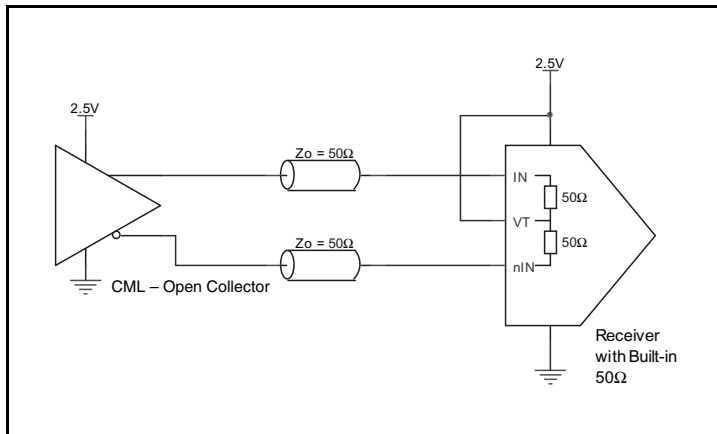 2.5V
2.5V
Zo = 50Ω
IN
50Ω
VT
50Ω
Zo = 50Ω
nIN
CML – Open Collector
Receiver
with Built-in
50Ω